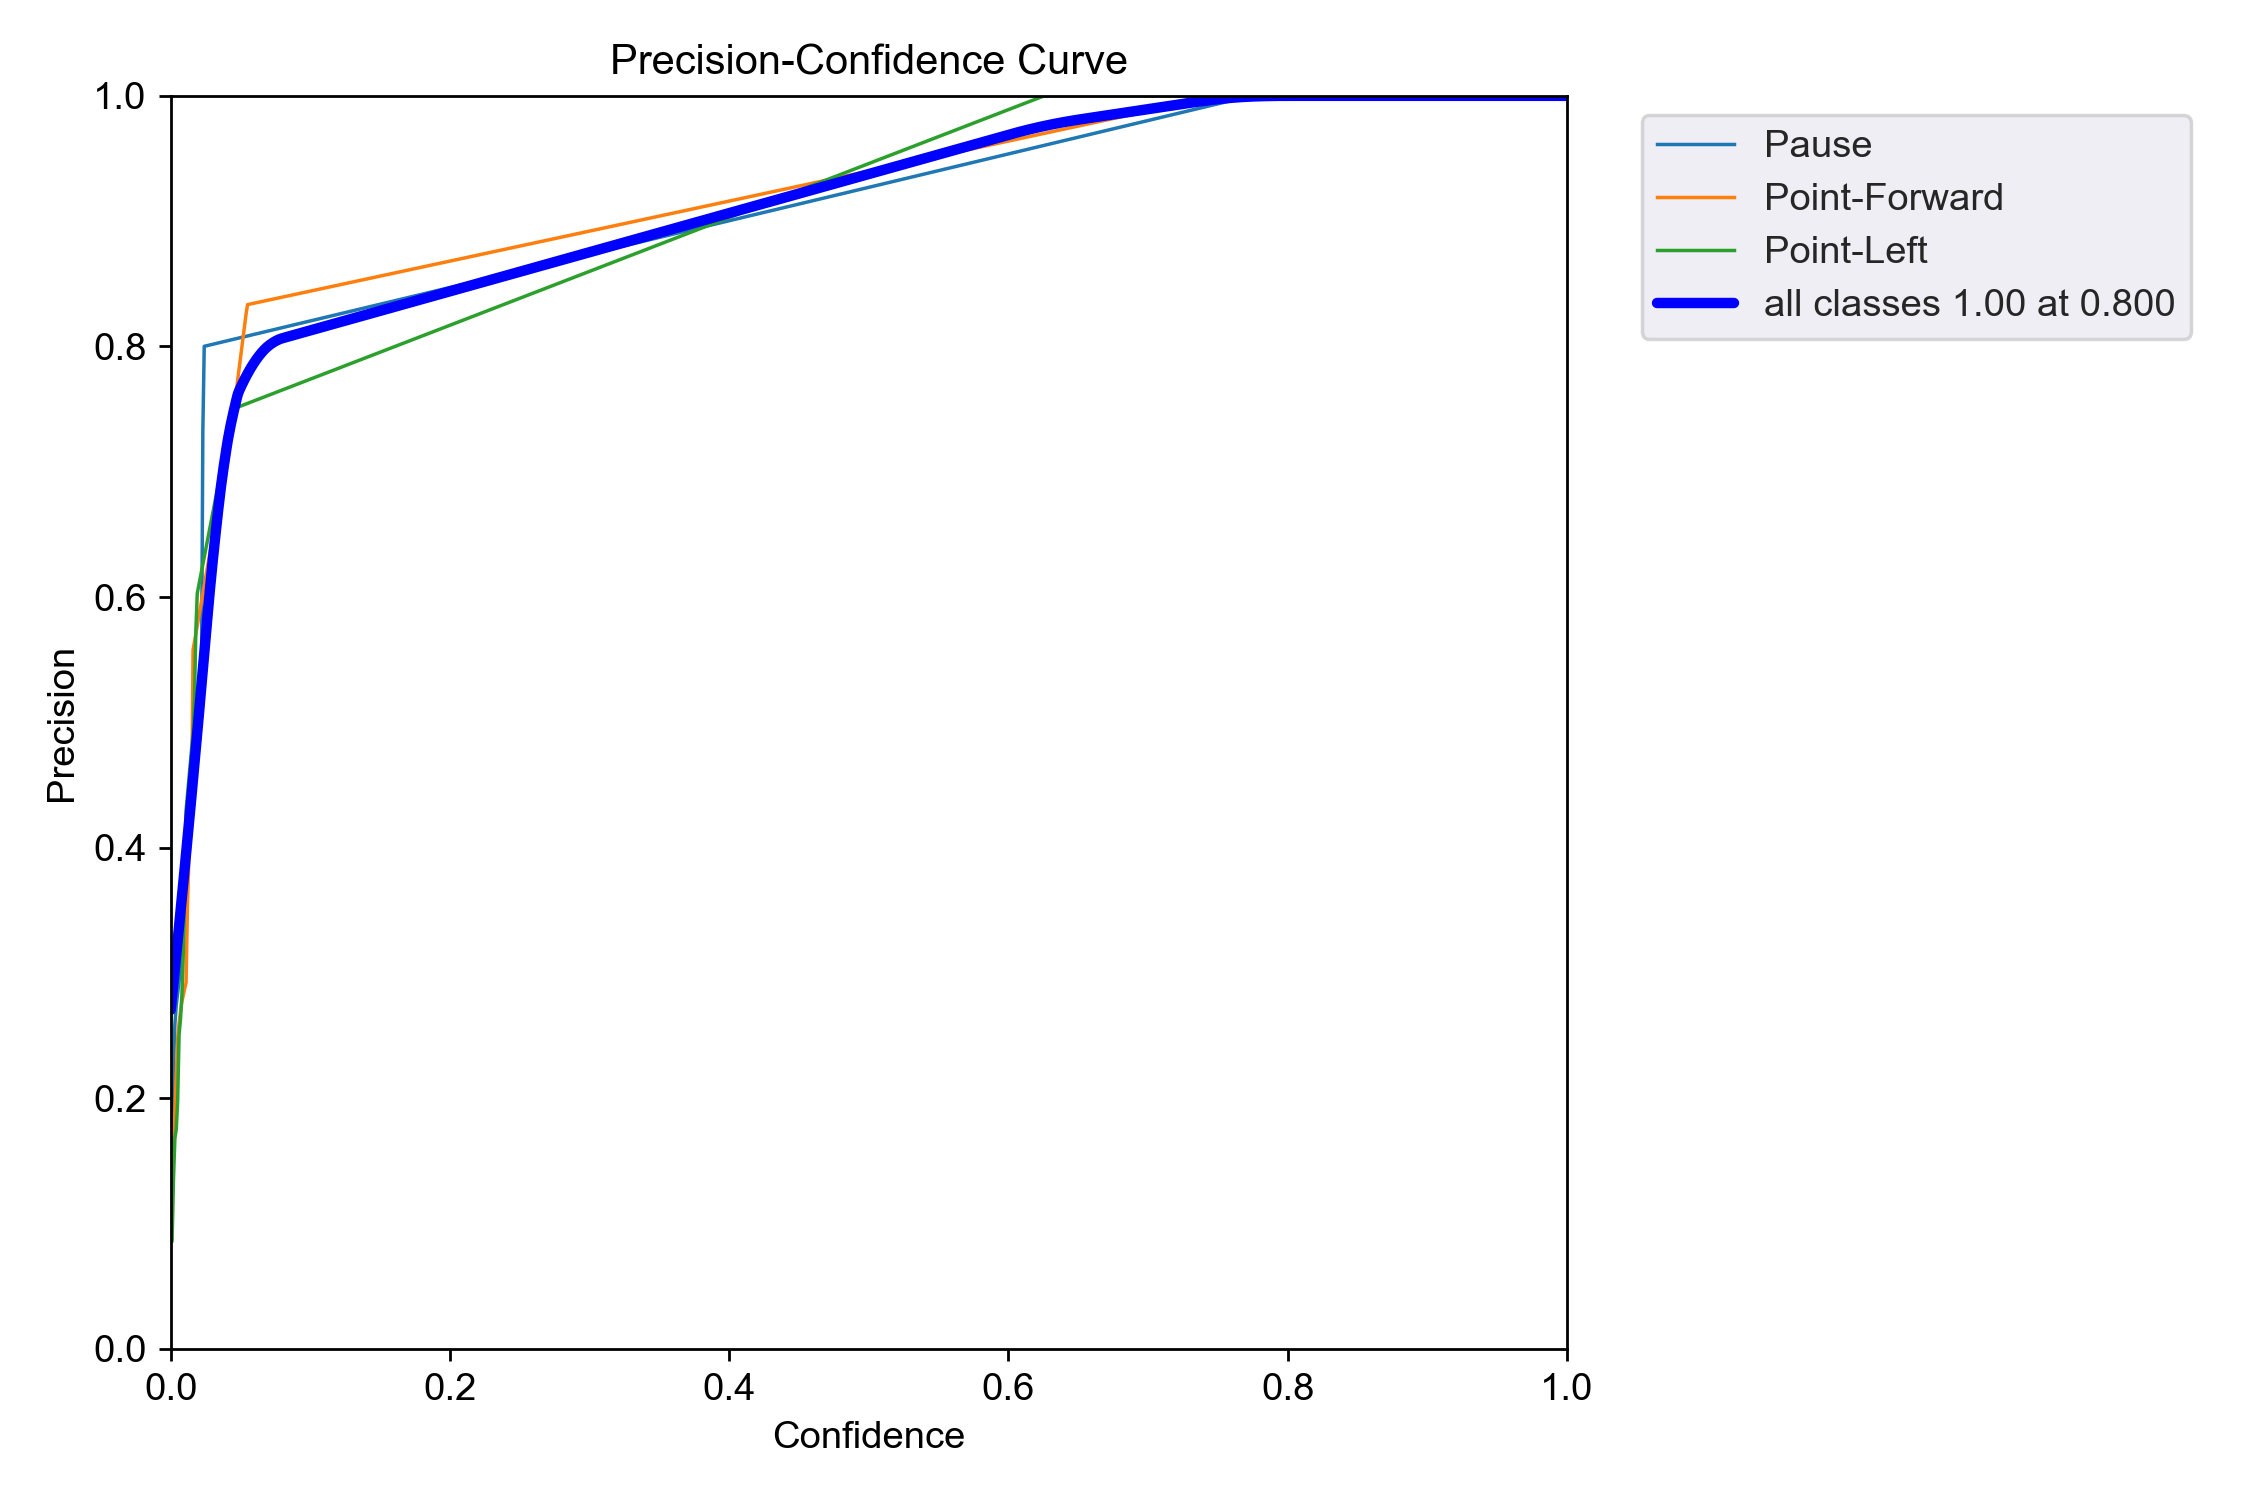 Precision-Confidence Curve
1.0
0.8
0.6
0.4
0.2
0.0
Precision
0.0 0.2 0.4 0.6 0.8 1.0
Confidence
Pause
Point-Forward
Point-Left
all classes 1.00 at 0.800